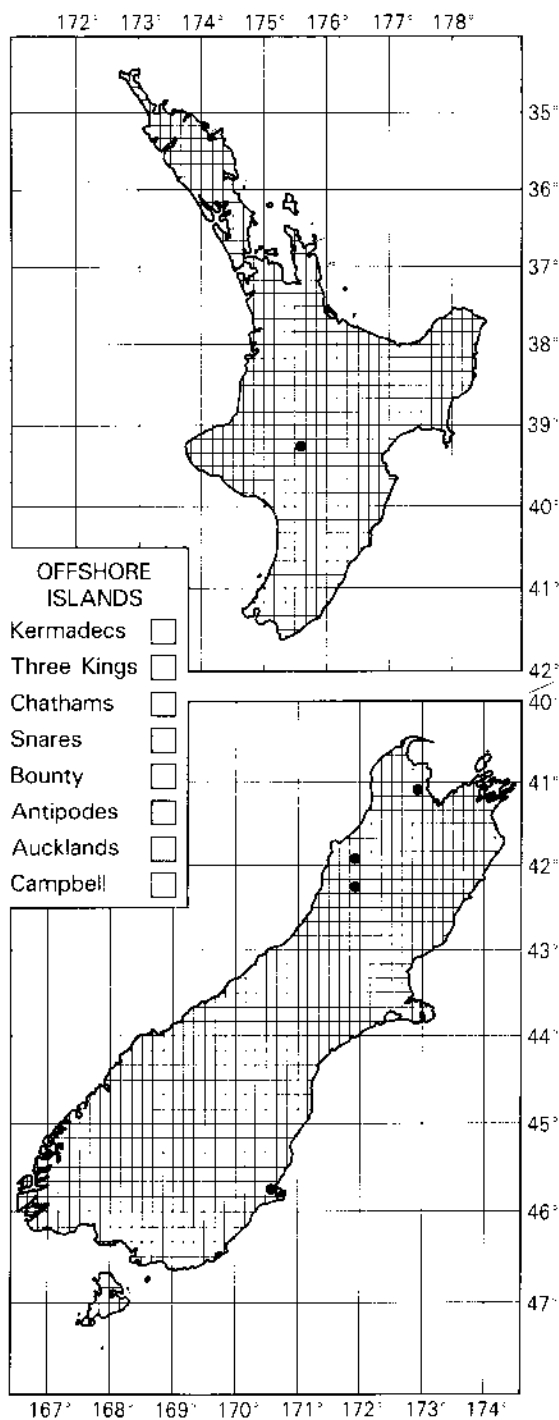 172° 173° 174° 175° 176° 177° 178°
35°
36°
37°
38°
39°
40°
41°
42°
OFFSHORE
ISLANDS
Kermadecs
Three Kings
Chathams
Snares
Bounty
Antipodes
Aucklands
Campbell
40°
41°
42°
43°
44°
45°
46°
47°
167° 168° 169° 170° 171° 172° 173° 174°